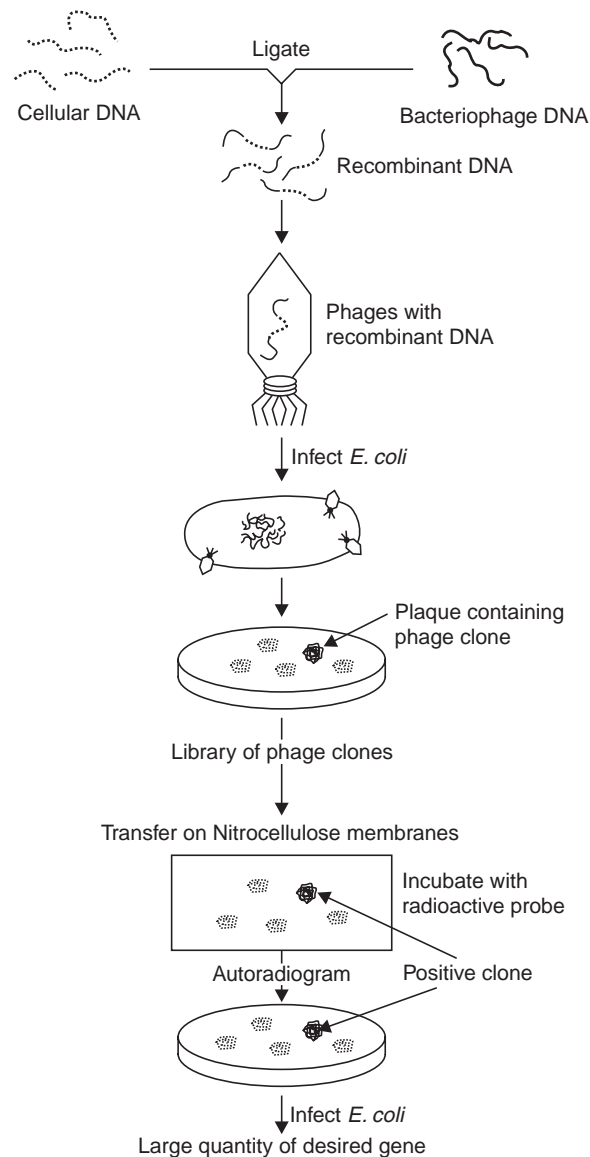 Ligate
Cellular DNA
Bacteriophage DNA
Recombinant DNA
Phages with
recombinant DNA
Infect E. coli
Plaque containing
phage clone
Library of phage clones
Transfer on Nitrocellulose membranes
Incubate with
radioactive probe
Autoradiogram
Positive clone
Infect E. coli
Large quantity of desired gene